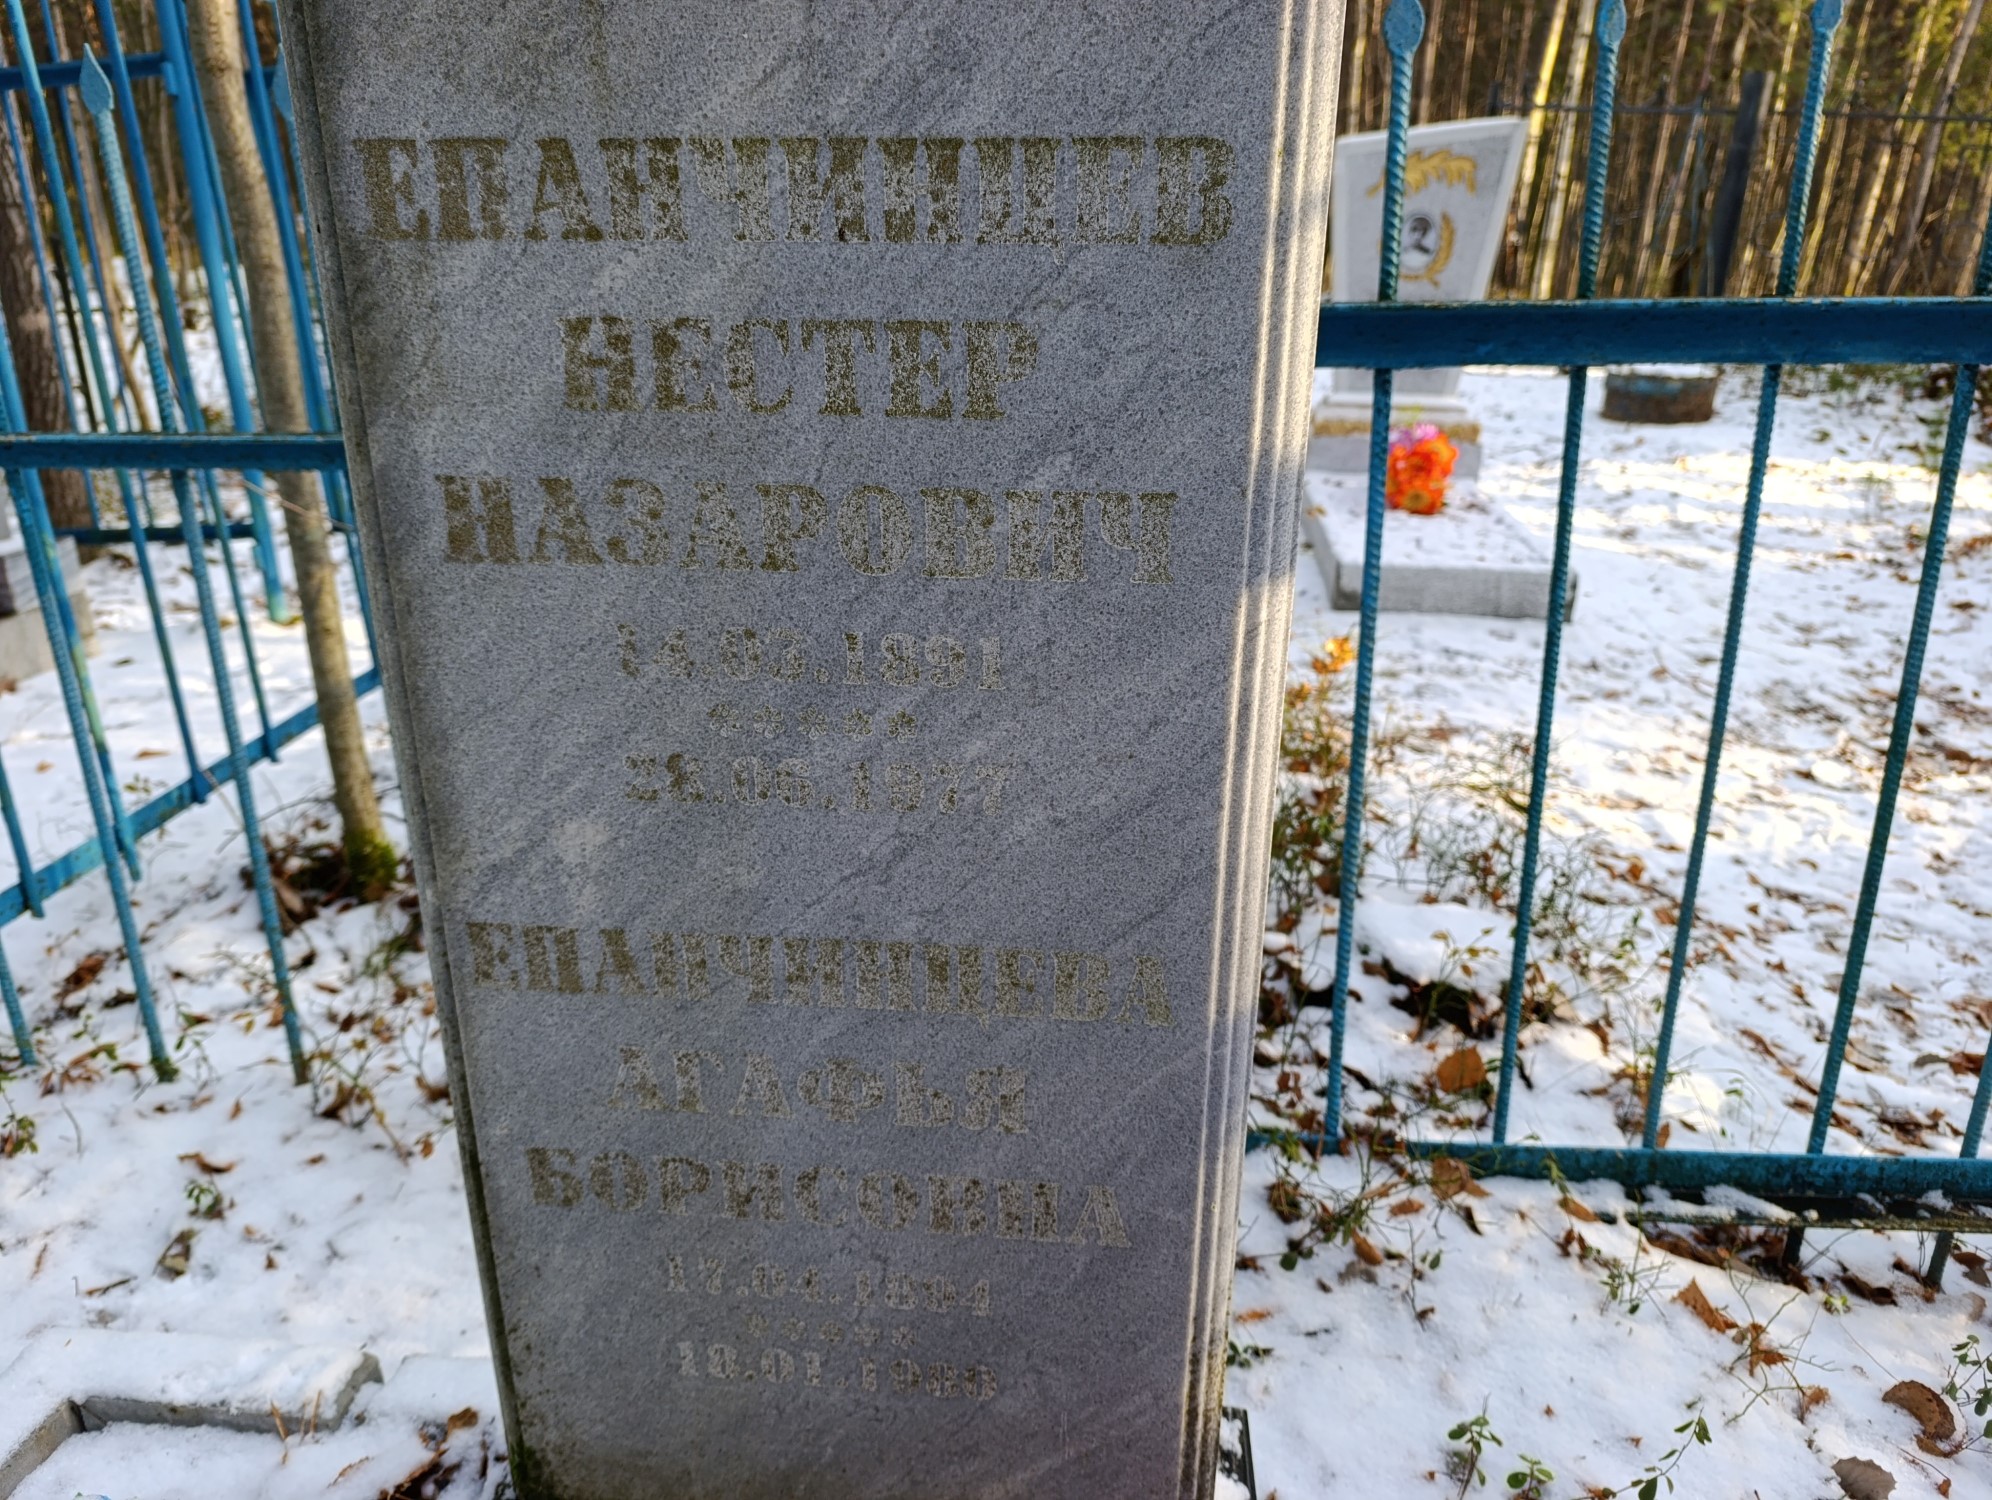 ЕПАНЧИНЦЕВ
НЕСТЕР
НАЗАРОВИЧ
14.03.1891
*****
28.06.1977
ЕПАНЧИНЦЕВА
АГАФЬЯ
БОРИСОВНА
17.04.1894
*****
18.01.1980